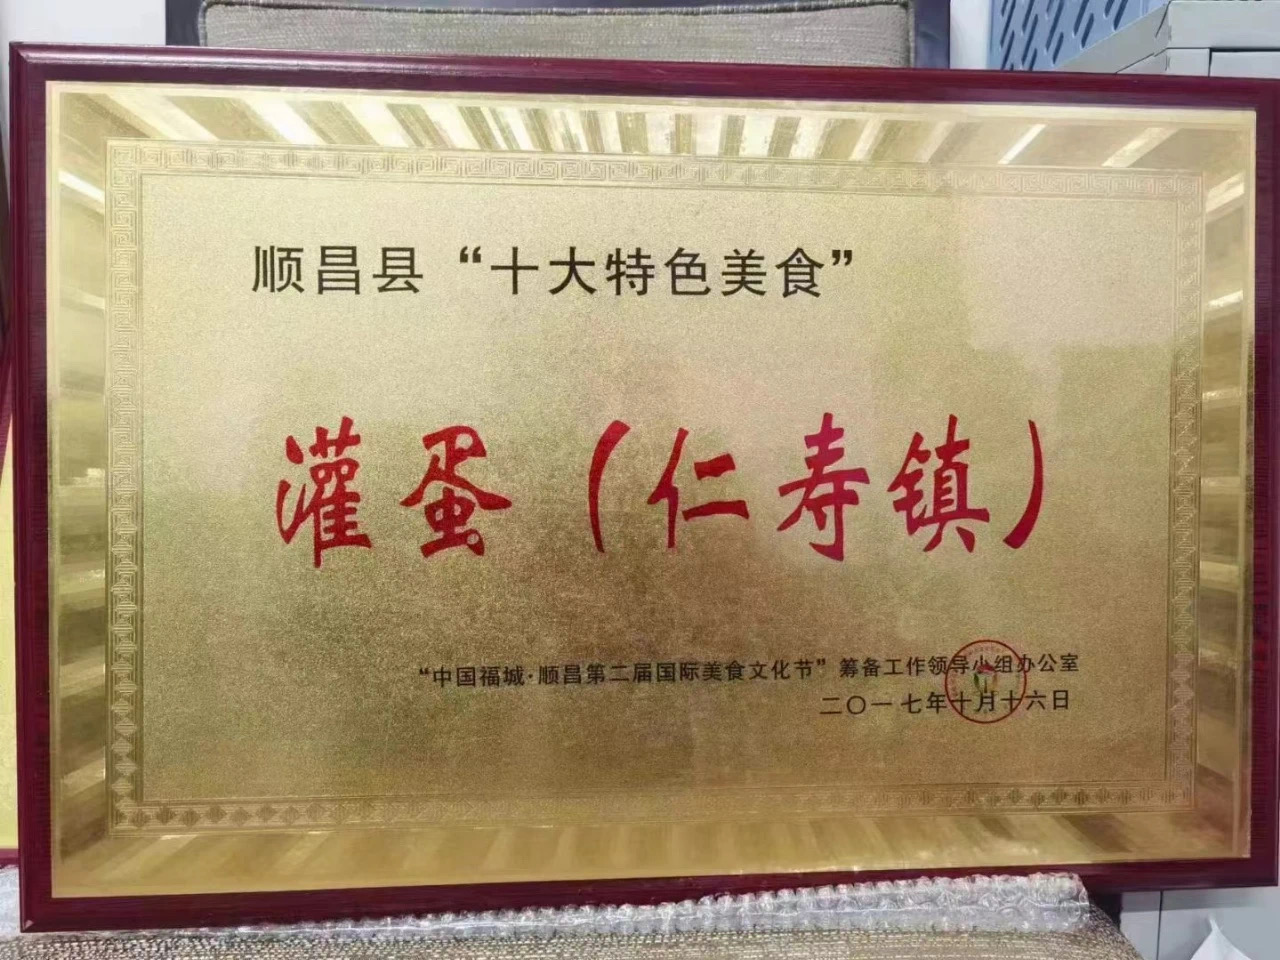 顺昌县“十大特色美食”
灌蛋（仁寿镇）
“中国福城·顺昌第二届国际美食文化节”筹备工作领导小组办公室
二〇一七年十月十六日